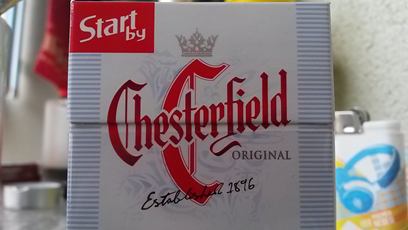 Start
by
Chesterfield
ORIGINAL
Established 1896